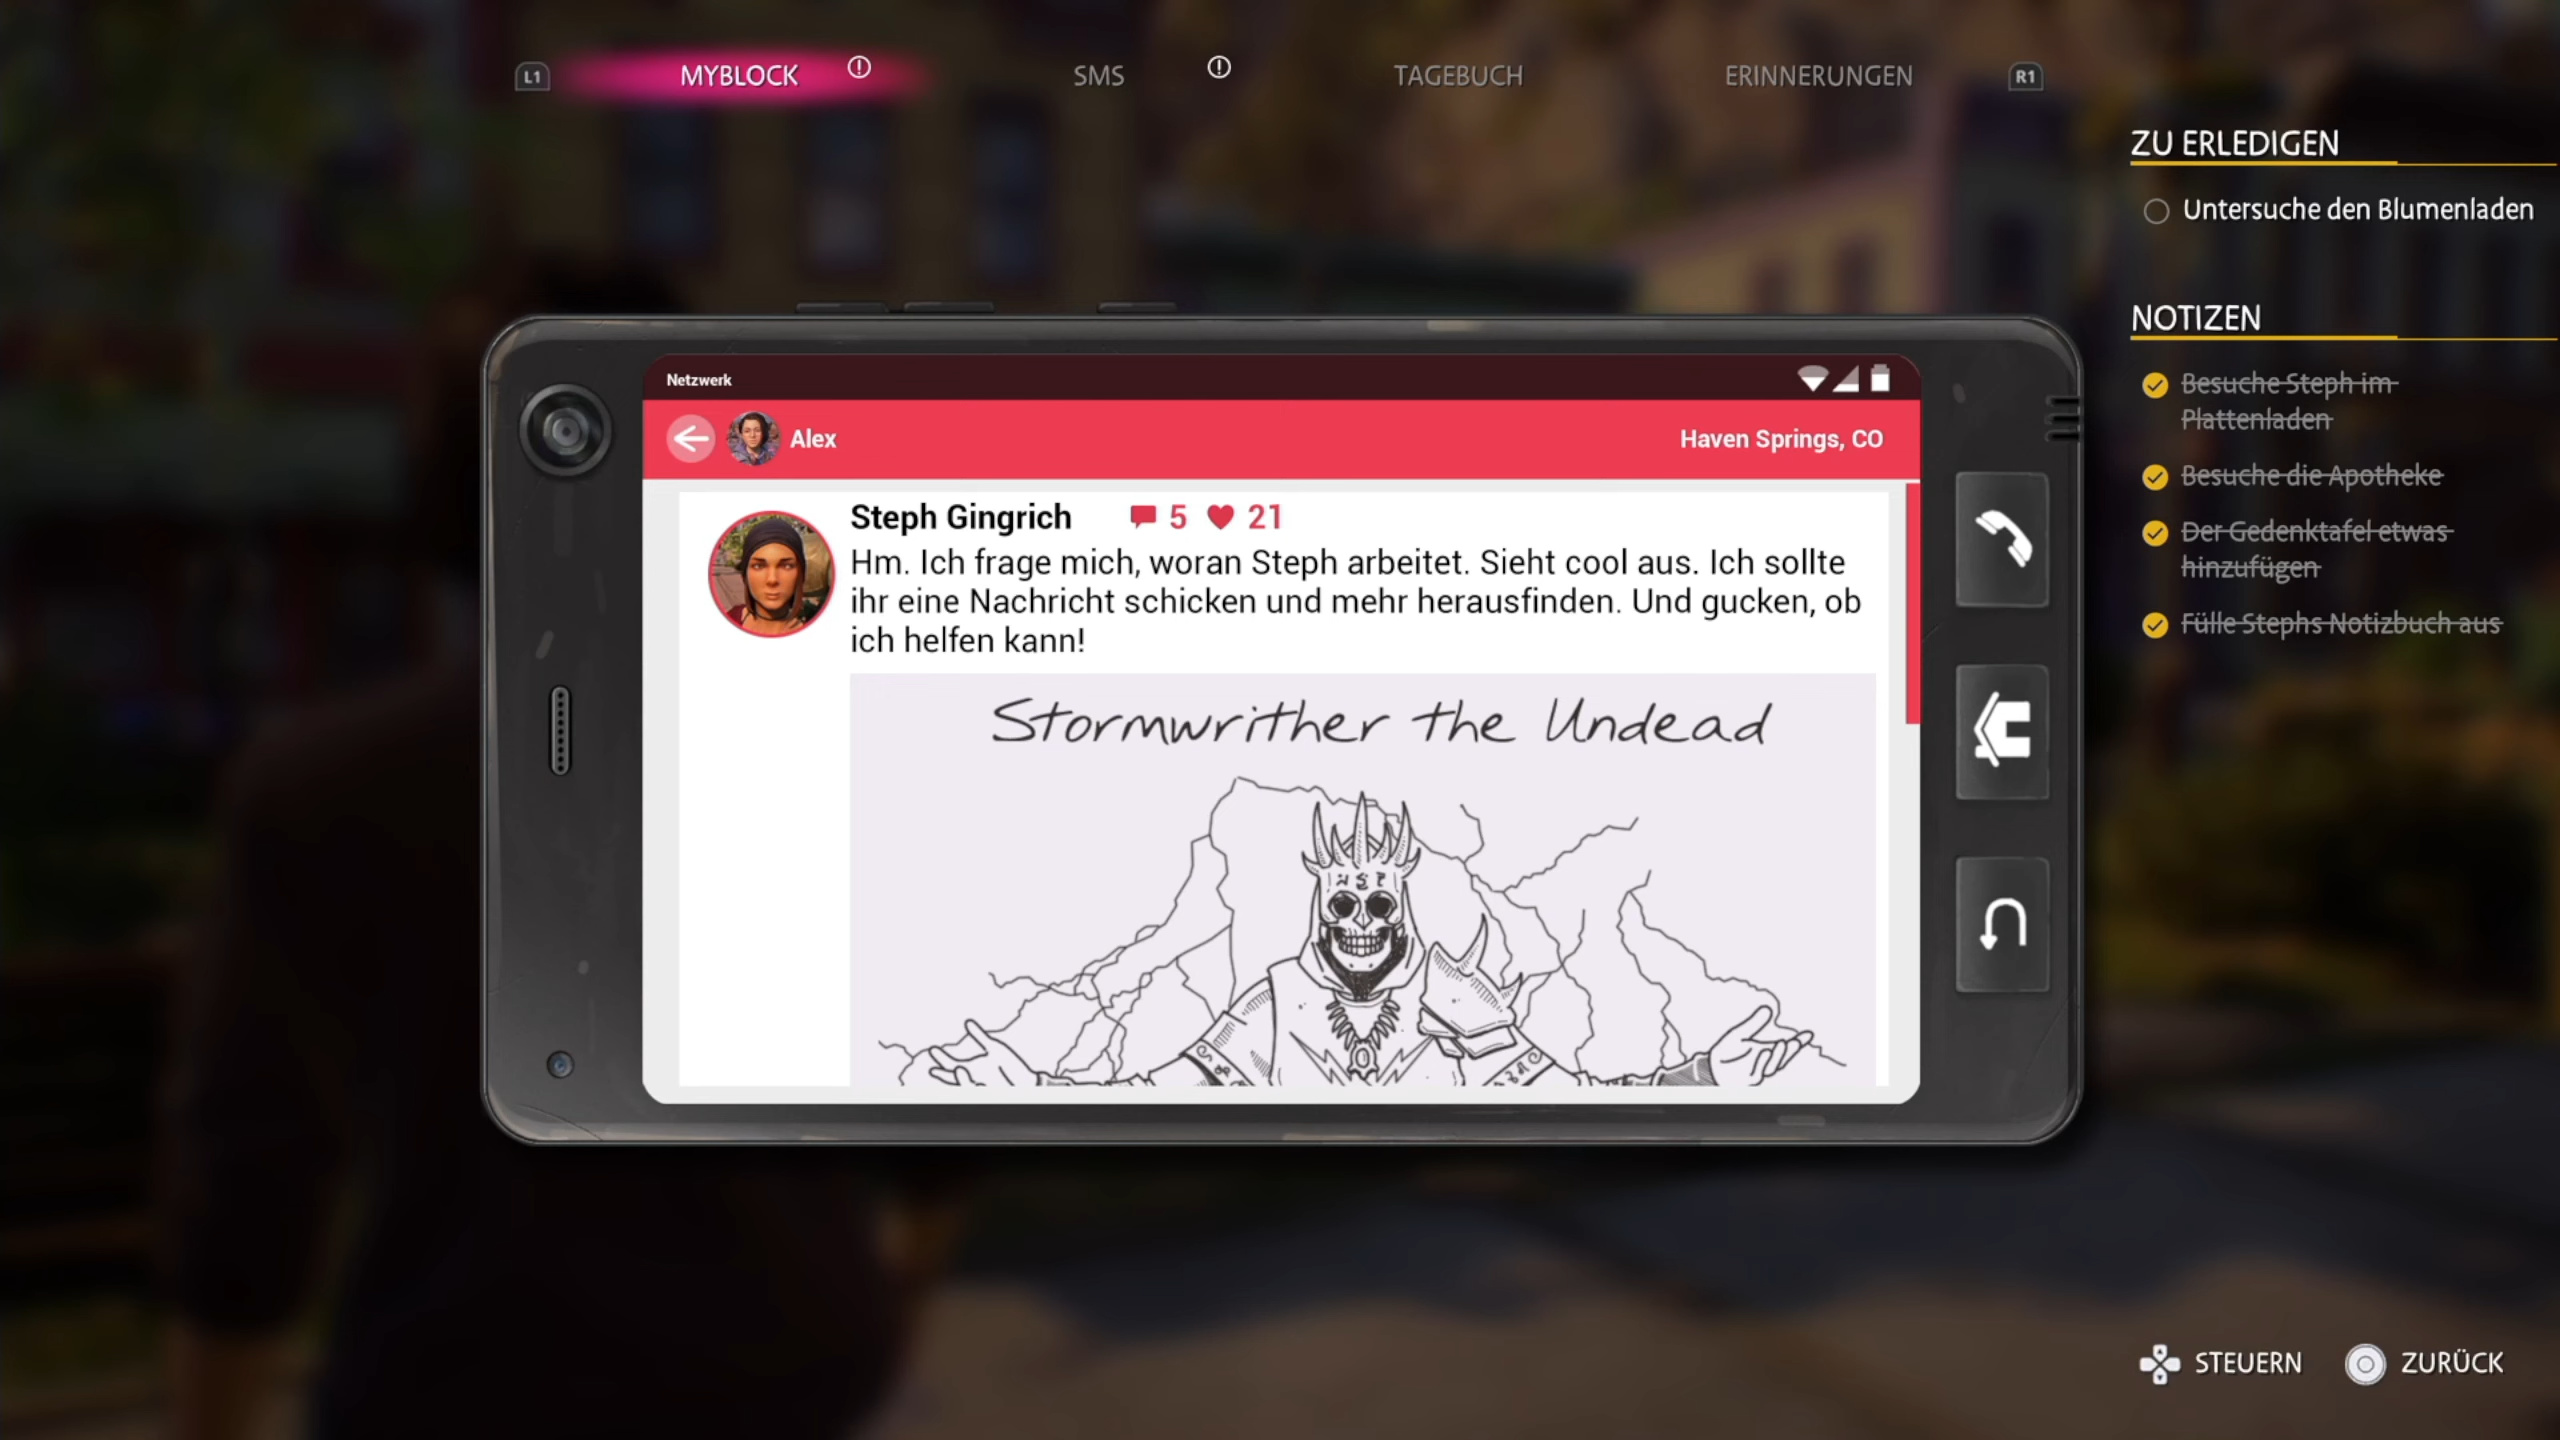 L1
MYBLOCK
SMS
TAGEBUCH
ERINNERUNGEN
R1
ZU ERLEDIGEN
Untersuche den Blumenladen
NOTIZEN
Besuche Steph im
Plattenladen
Besuche die Apotheke
Der Gedenktafel etwas
hinzufügen
Fülle Stephs Notizbuch aus
Netzwerk
Alex
Haven Springs, CO
Steph Gingrich 5 21
Hm. Ich frage mich, woran Steph arbeitet. Sieht cool aus. Ich sollte
ihr eine Nachricht schicken und mehr herausfinden. Und gucken, ob
ich helfen kann!
Stormwrither the Undead
STEUERN
ZURÜCK